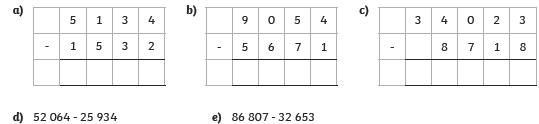 a) 5 1 3 4 b) 9 0 5 4 c) 3 4 0 2 3
- 1 5 3 2 - 5 6 7 1 - 8 7 1 8
d) 52 064 - 25 934 e) 86 807 - 32 653